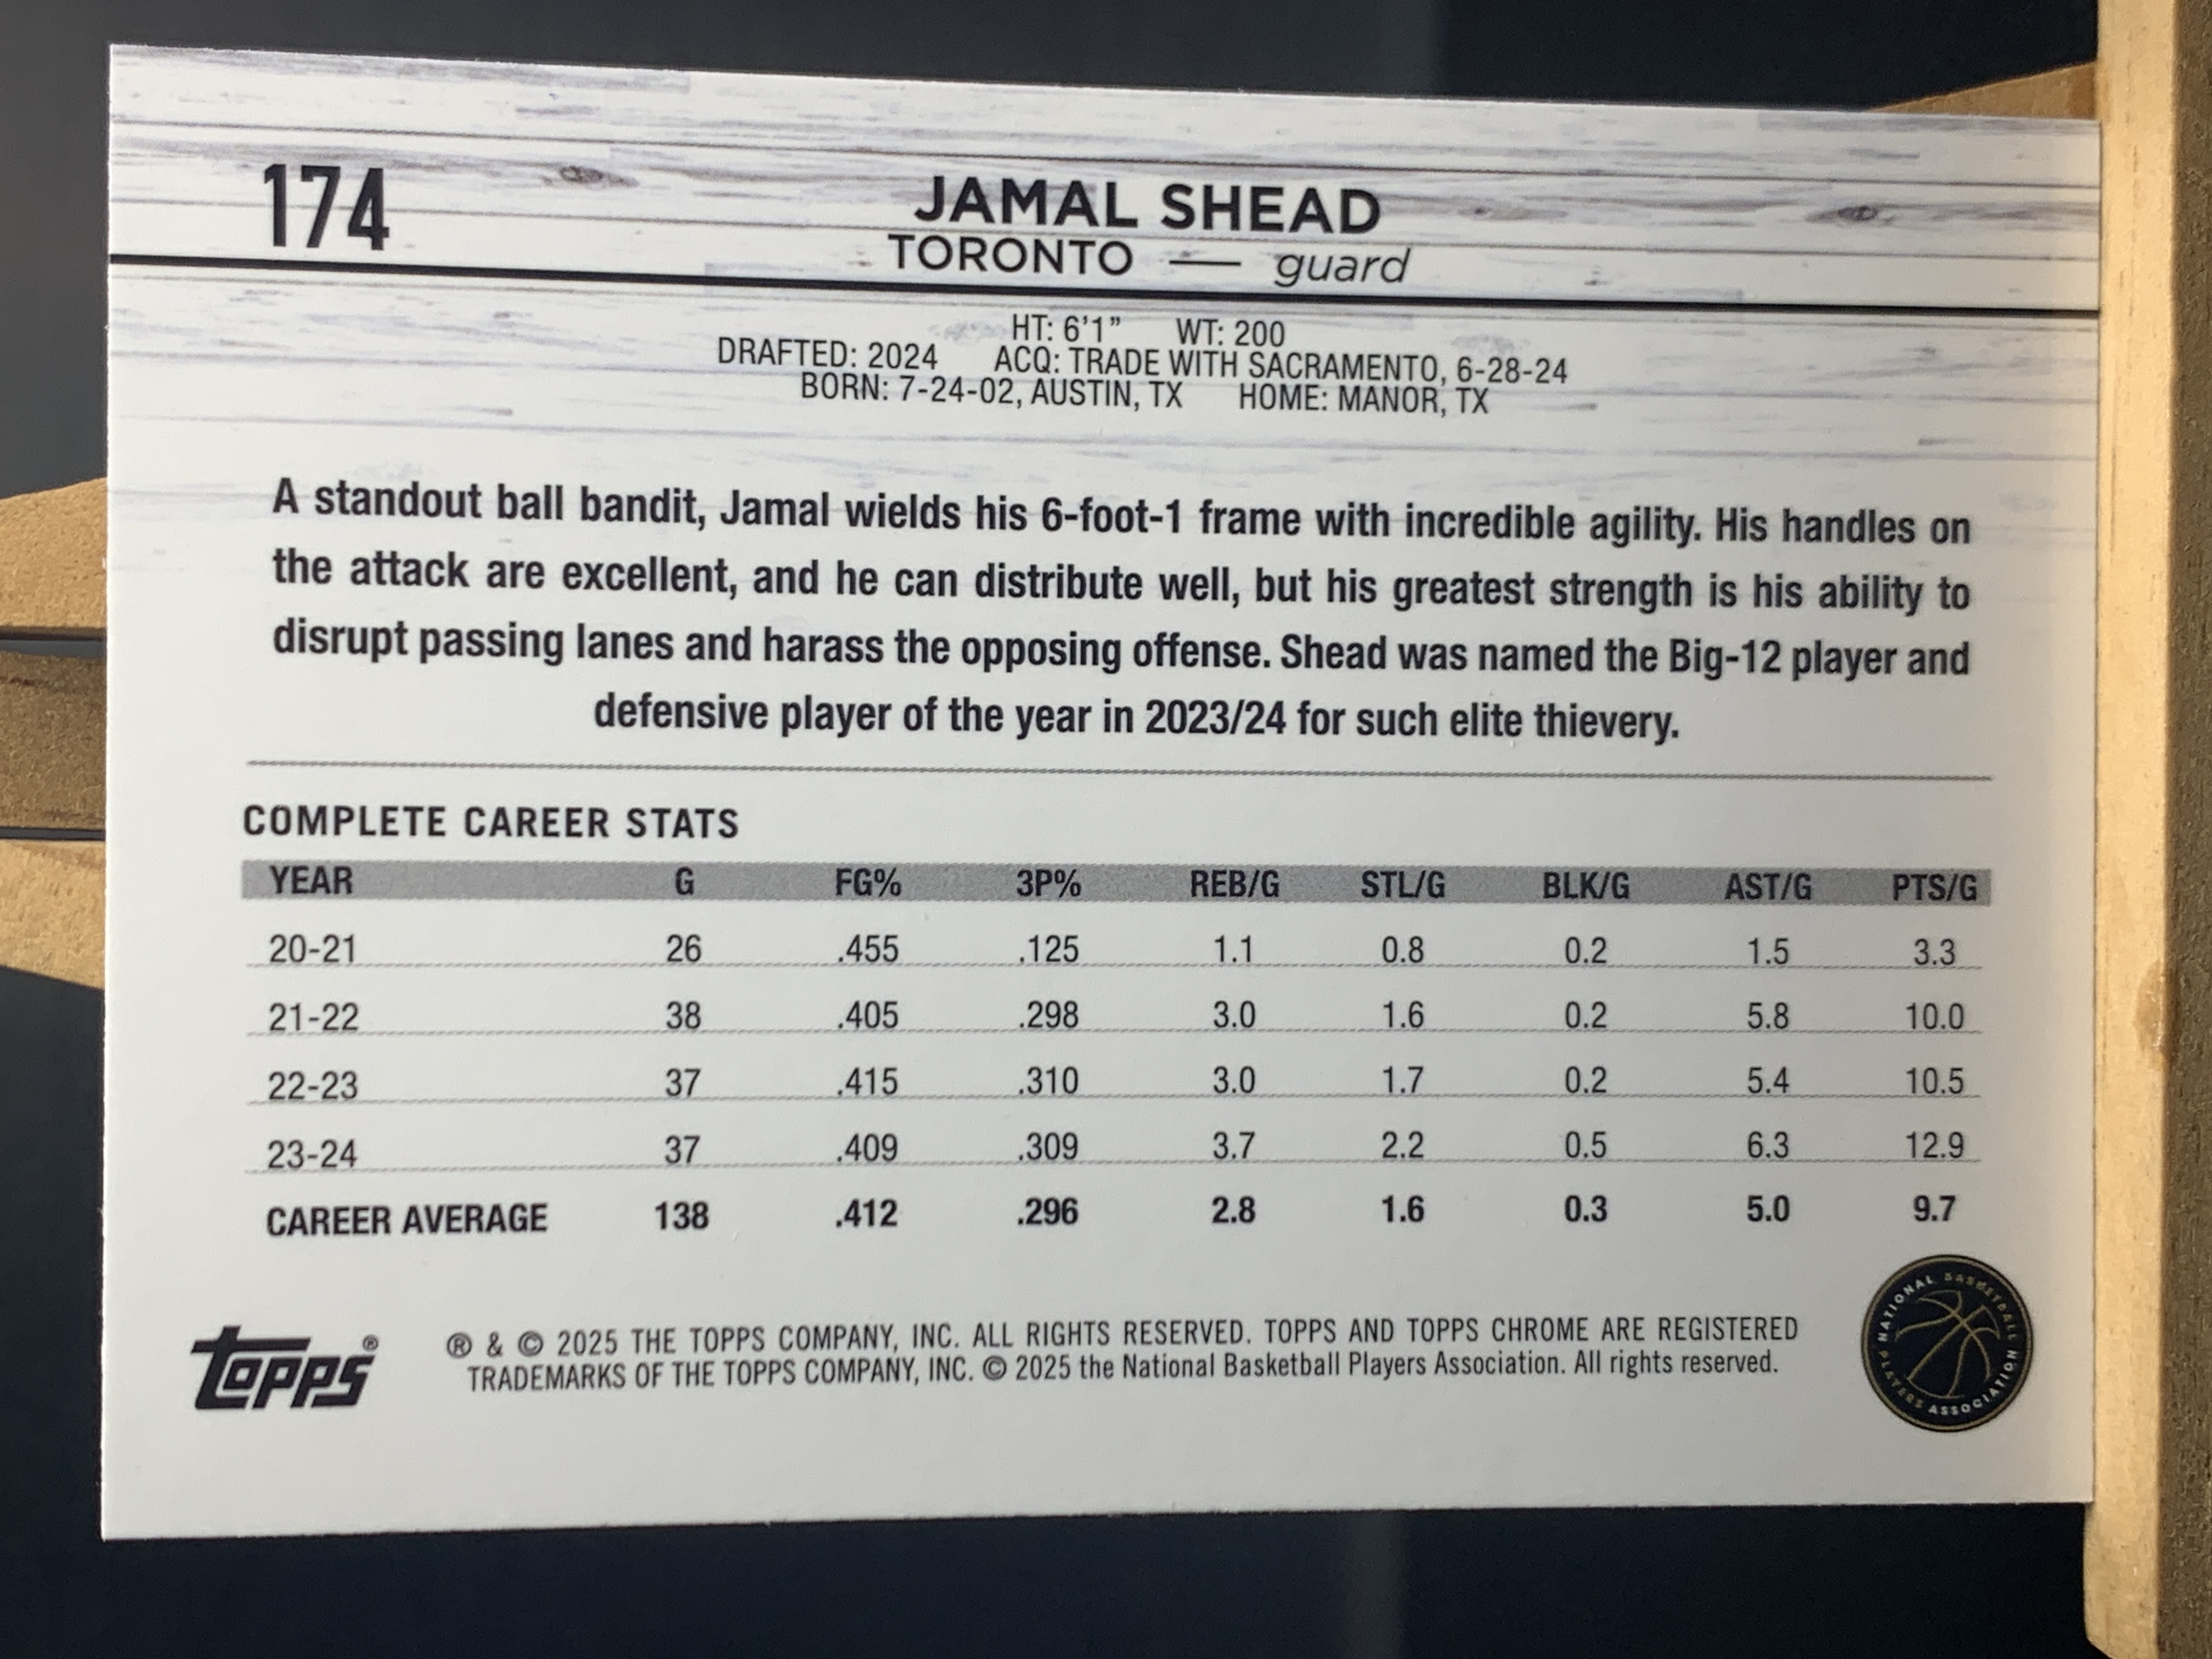 174
JAMAL SHEAD
TORONTO — guard
HT: 6'1” WT: 200
DRAFTED: 2024 ACQ: TRADE WITH SACRAMENTO, 6-28-24
BORN: 7-24-02, AUSTIN, TX HOME: MANOR, TX
A standout ball bandit, Jamal wields his 6-foot-1 frame with incredible agility. His handles on
the attack are excellent, and he can distribute well, but his greatest strength is his ability to
disrupt passing lanes and harass the opposing offense. Shead was named the Big-12 player and
defensive player of the year in 2023/24 for such elite thievery.
COMPLETE CAREER STATS
YEAR G FG% 3P% REB/G STL/G BLK/G AST/G PTS/G
20-21 26 .455 .125 1.1 0.8 0.2 1.5 3.3
21-22 38 .405 .298 3.0 1.6 0.2 5.8 10.0
22-23 37 .415 .310 3.0 1.7 0.2 5.4 10.5
23-24 37 .409 .309 3.7 2.2 0.5 6.3 12.9
CAREER AVERAGE 138 .412 .296 2.8 1.6 0.3 5.0 9.7
topps®
® & © 2025 THE TOPPS COMPANY, INC. ALL RIGHTS RESERVED. TOPPS AND TOPPS CHROME ARE REGISTERED
TRADEMARKS OF THE TOPPS COMPANY, INC. © 2025 the National Basketball Players Association. All rights reserved.
NATIONAL BASKETBALL PLAYERS ASSOCIATION